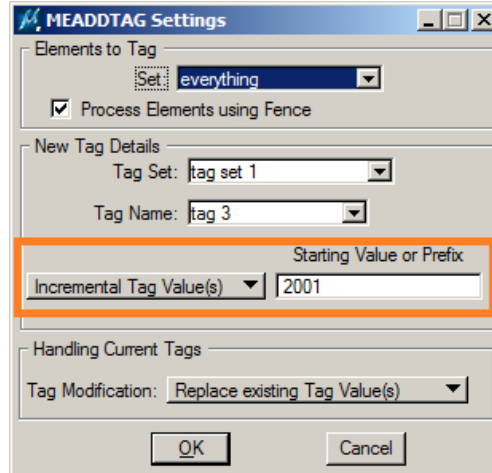 MEADDTAG Settings
Elements to Tag
Set: everything
Process Elements using Fence
New Tag Details
Tag Set: tag set 1
Tag Name: tag 3
Starting Value or Prefix
Incremental Tag Value(s) 2001
Handling Current Tags
Tag Modification: Replace existing Tag Value(s)
OK Cancel